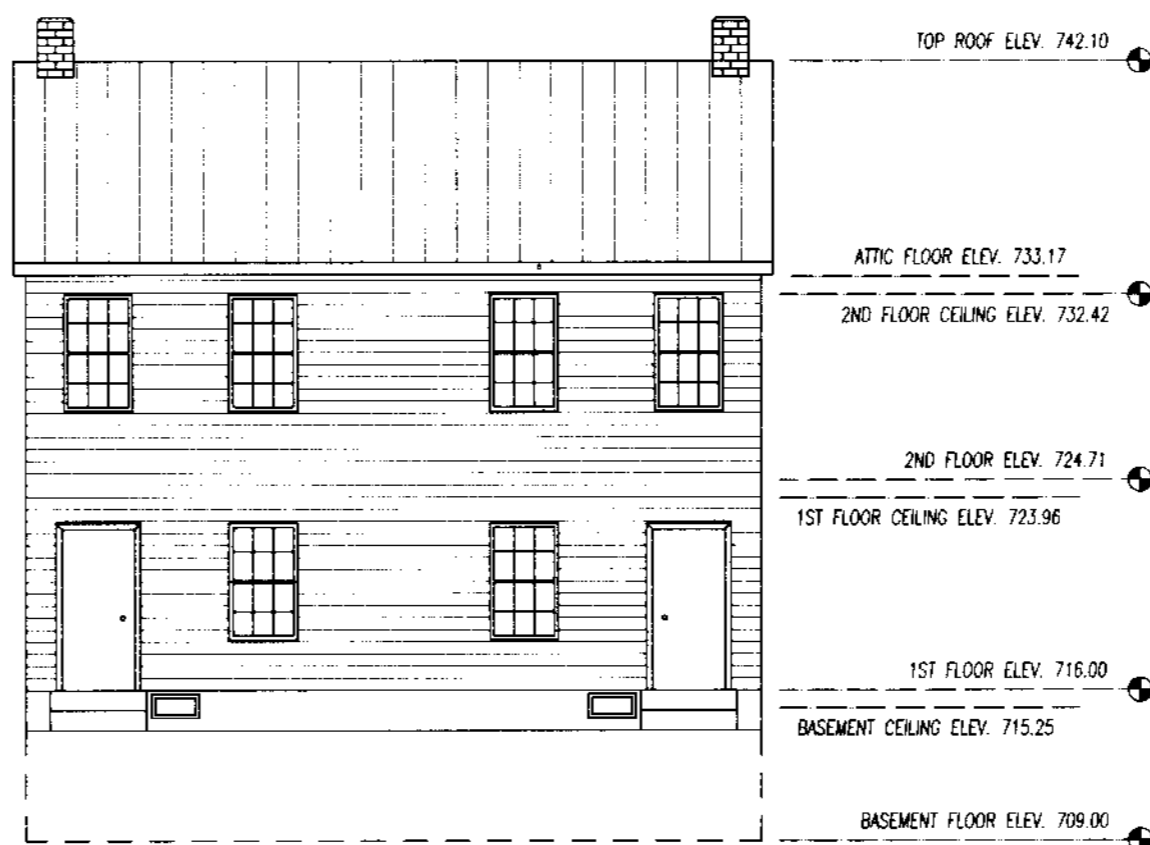 TOP ROOF ELEV. 742.10
ATTIC FLOOR ELEV. 733.17
2ND FLOOR CEILING ELEV. 732.42
2ND FLOOR ELEV. 724.71
1ST FLOOR CEILING ELEV. 723.96
1ST FLOOR ELEV. 716.00
BASEMENT CEILING ELEV. 715.25
BASEMENT FLOOR ELEV. 709.00